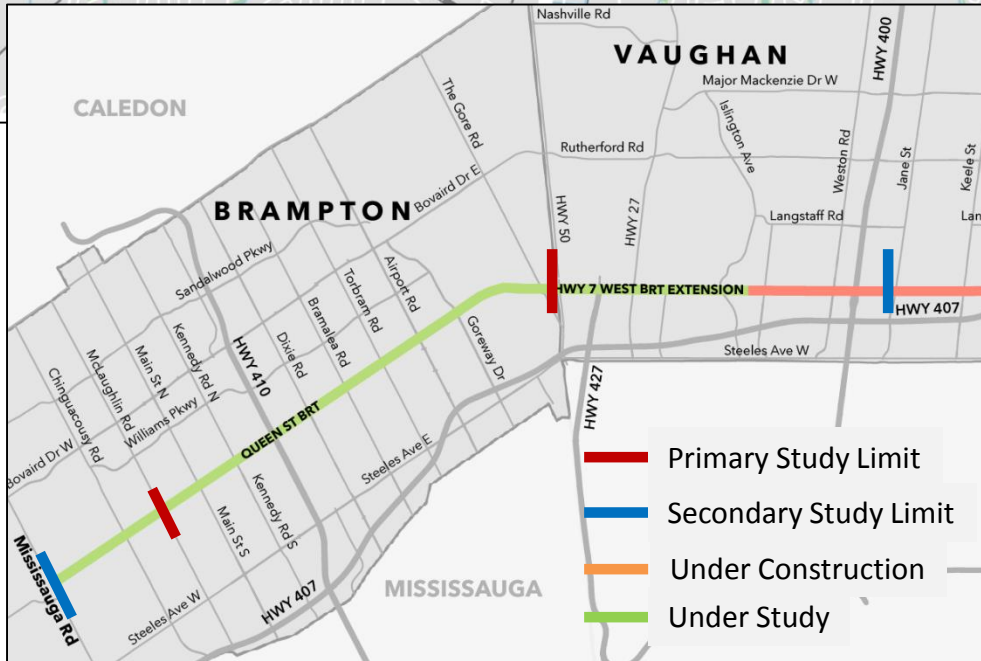 Nashville Rd
VAUGHAN
HWY 400
Major Mackenzie Dr W
CALEDON
The Gore Rd
Islington Ave
Rutherford Rd
Weston Rd
Jane St
Keele St
BRAMPTON
Bovaird Dr E
HWY 50
HWY 27
Langstaff Rd
Lan
Sandalwood Pkwy
Airport Rd
Torbram Rd
Bramalea Rd
Dixie Rd
HWY 7 WEST BRT EXTENSION
HWY 407
Goreway Dr
Steeles Ave W
Kennedy Rd N
Main St N
McLaughlin Rd
Chinguacousy Rd
HWY 410
HWY 427
Williams Pkwy
QUEEN ST BRT
Bovaird Dr W
Steeles Ave E
Kennedy Rd S
Main St S
Mississauga Rd
Steeles Ave W
HWY 407
MISSISSAUGA
Primary Study Limit
Secondary Study Limit
Under Construction
Under Study